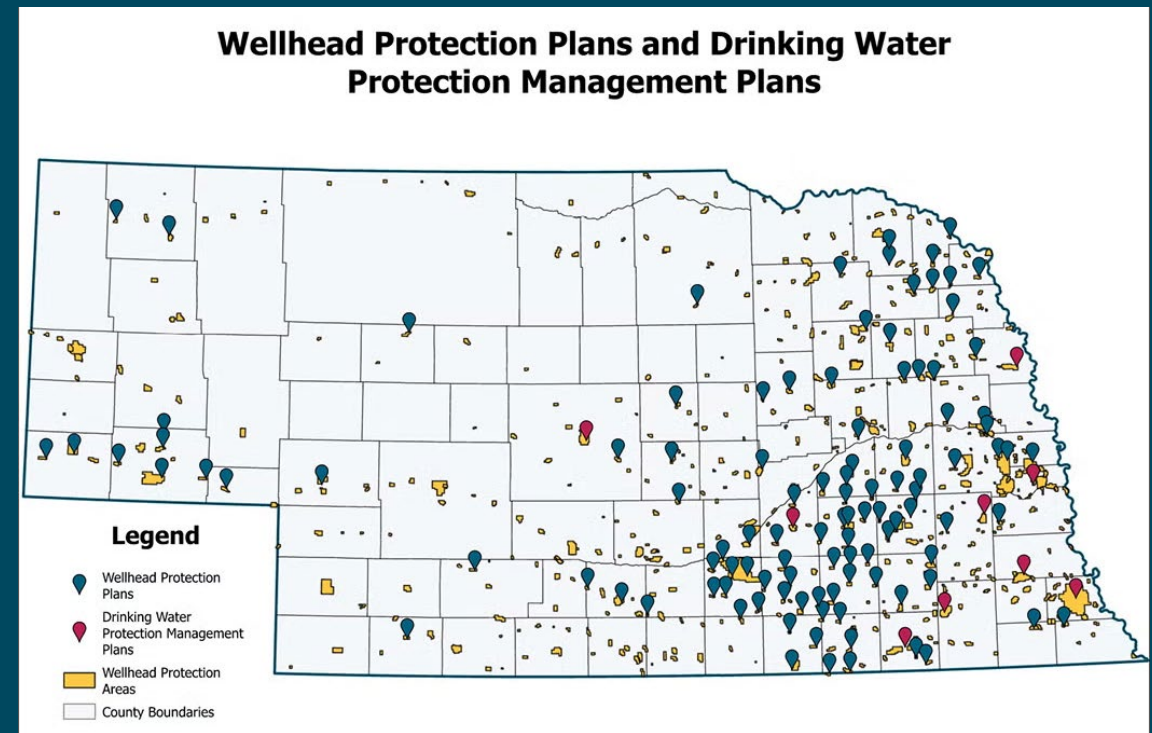 Wellhead Protection Plans and Drinking Water
Protection Management Plans
Legend
Wellhead Protection
Plans
Drinking Water
Protection Management
Plans
Wellhead Protection
Areas
County Boundaries